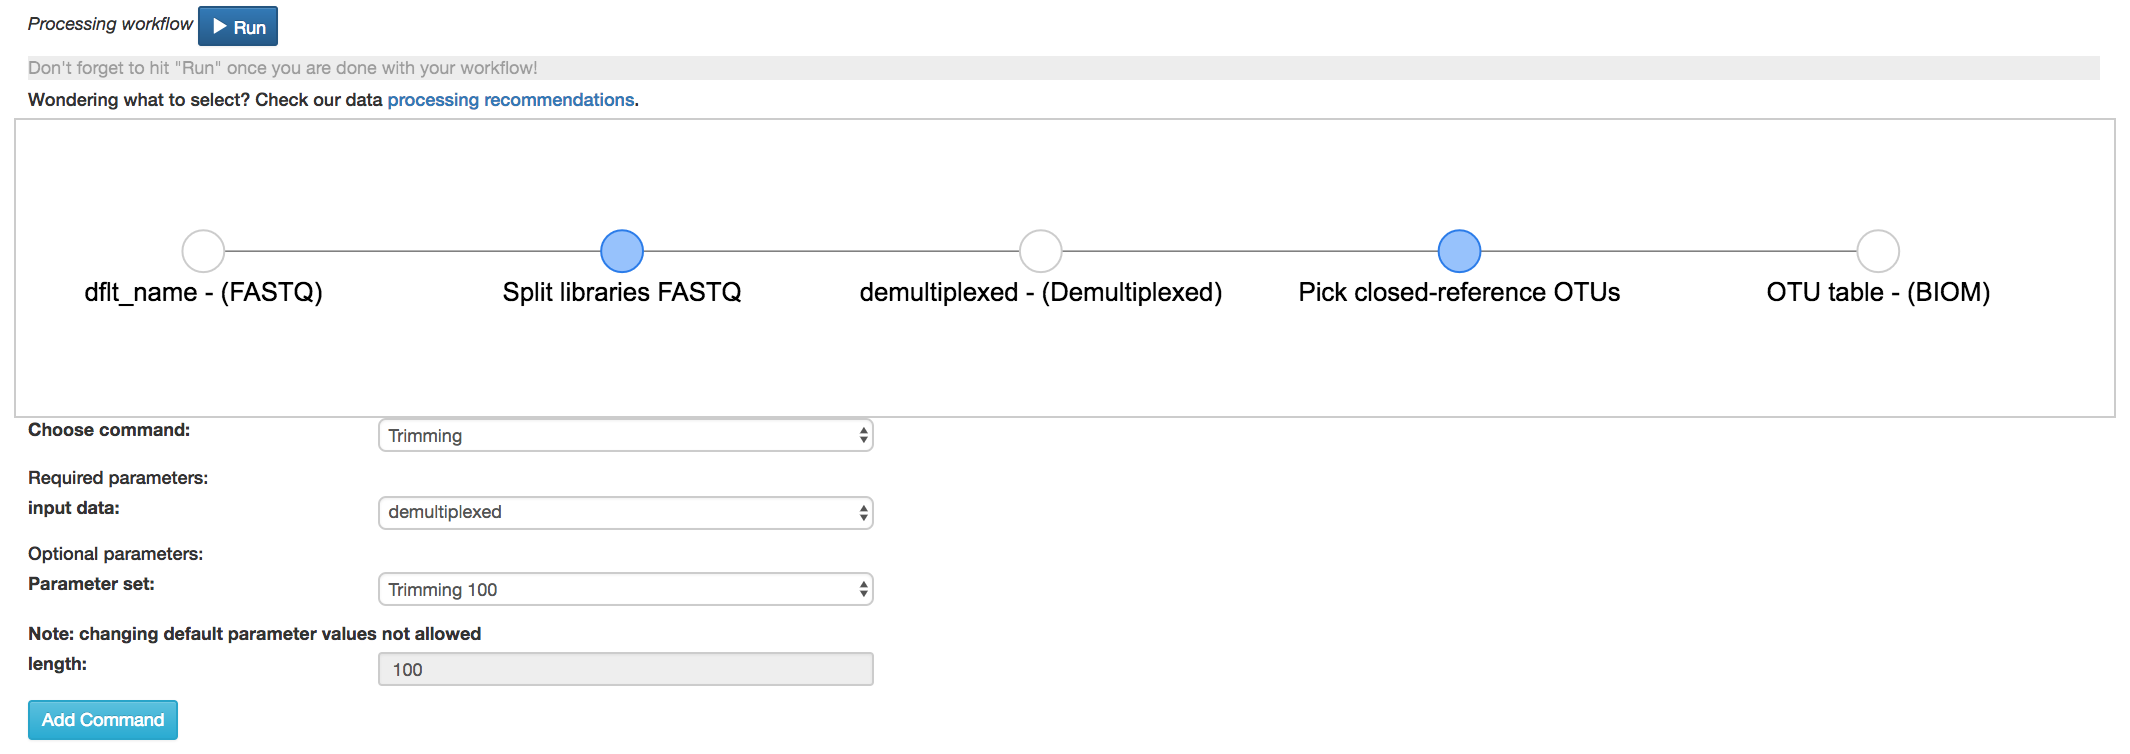 Processing workflow Run
Don't forget to hit "Run" once you are done with your workflow!
Wondering what to select? Check our data processing recommendations.
dflt_name - (FASTQ) Split libraries FASTQ demultiplexed - (Demultiplexed) Pick closed-reference OTUs OTU table - (BIOM)
Choose command: Trimming
Required parameters:
input data: demultiplexed
Optional parameters:
Parameter set: Trimming 100
Note: changing default parameter values not allowed
length: 100
Add Command